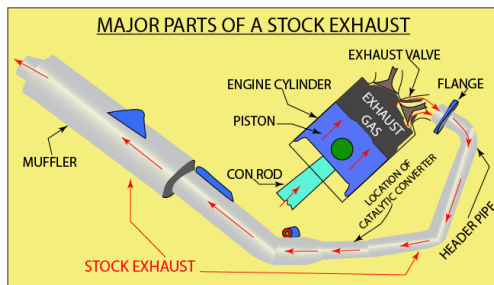 MAJOR PARTS OF A STOCK EXHAUST
EXHAUST VALVE
ENGINE CYLINDER
FLANGE
PISTON
EXHAUST
GAS
MUFFLER
CON ROD
LOCATION OF
CATALYTIC CONVERTER
HEADER PIPE
STOCK EXHAUST